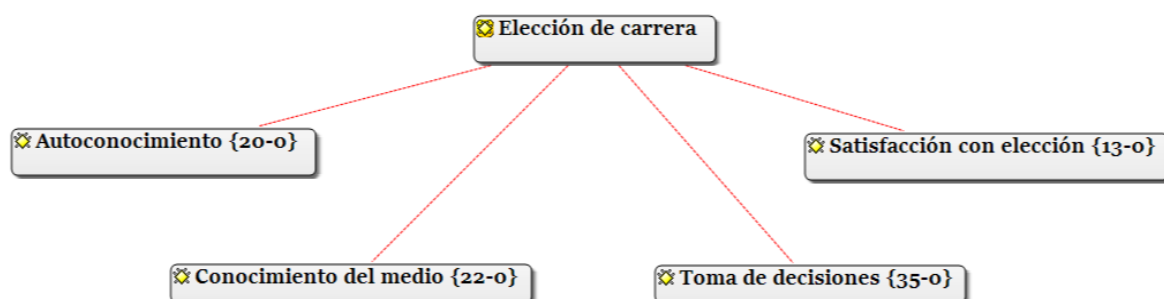 Elección de carrera
Autoconocimiento {20-0}
Satisfacción con elección {13-0}
Conocimiento del medio {22-0}
Toma de decisiones {35-0}